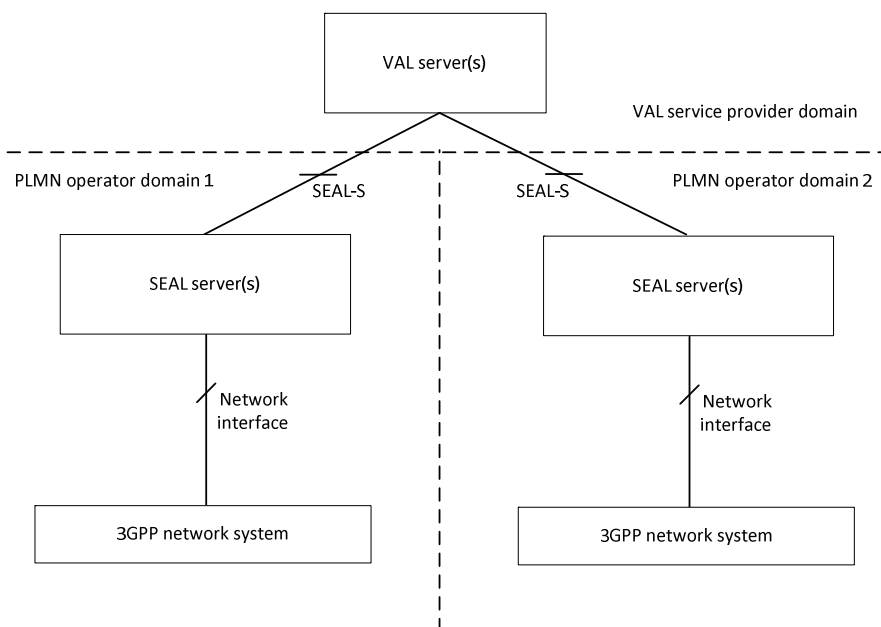 VAL server(s)
VAL service provider domain
PLMN operator domain 1
PLMN operator domain 2
SEAL-S
SEAL-S
SEAL server(s)
SEAL server(s)
Network
interface
Network
interface
3GPP network system
3GPP network system